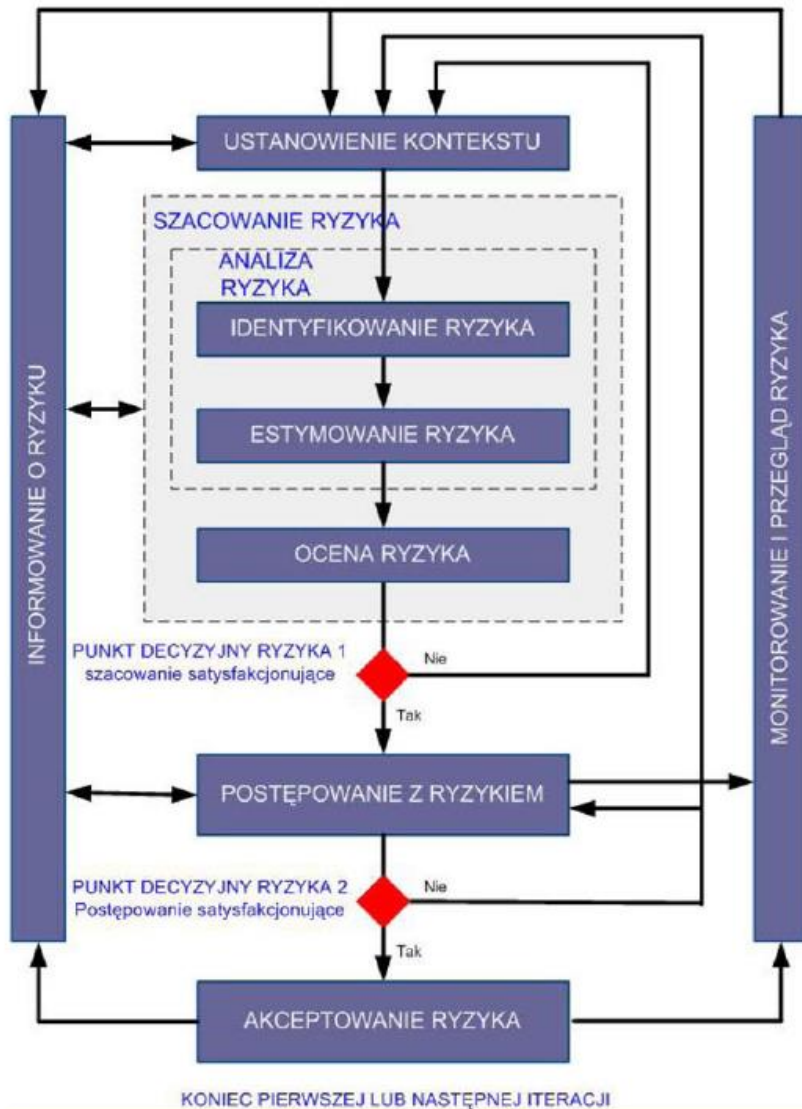 USTANOWIENIE KONTEKSTU
SZACOWANIE RYZYKA
ANALIZA
RYZYKA
IDENTYFIKOWANIE RYZYKA
ESTYMOWANIE RYZYKA
OCENA RYZYKA
INFORMOWANIE O RYZYKU
MONITOROWANIE I PRZEGLĄD RYZYKA
PUNKT DECYZYJNY RYZYKA 1
szacowanie satysfakcjonujące
Nie
Tak
POSTĘPOWANIE Z RYZYKIEM
PUNKT DECYZYJNY RYZYKA 2
Postępowanie satysfakcjonujące
Nie
Tak
AKCEPTOWANIE RYZYKA
KONIEC PIERWSZEJ LUB NASTĘPNEJ ITERACJI